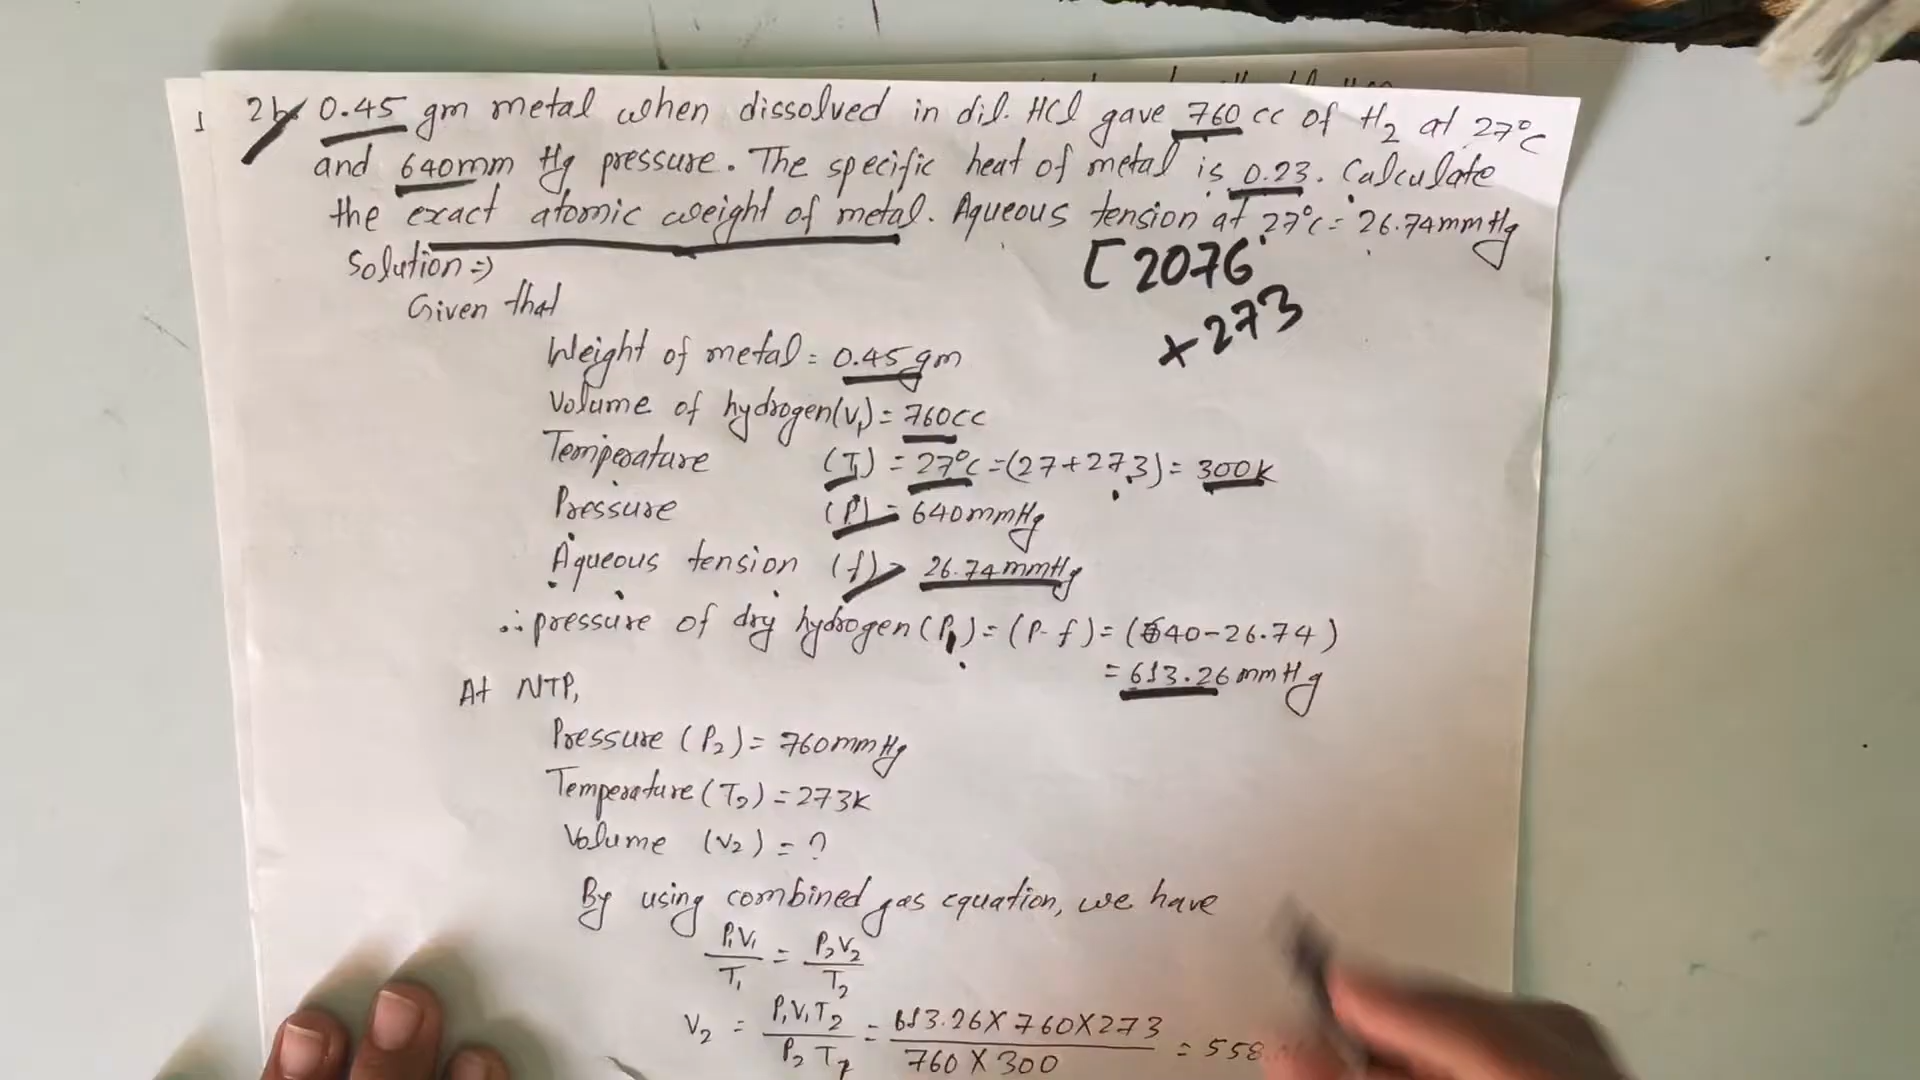 1 2b. 0.45 gm metal when dissolved in dil. HCl gave 760 cc of H2 at 27°C
and 640mm Hg pressure. The specific heat of metal is 0.23. Calculate
the exact atomic weight of metal. Aqueous tension at 27°C = 26.74mmHg
[2076
Solution =>
×273
Given that
Weight of metal = 0.45 gm
Volume of hydrogen(V1) = 760cc
Temperature (T1) = 27°C =(27+273) = 300K
Pressure (P) = 640mmHg
Aqueous tension (f) = 26.74mmHg
∴ pressure of dry hydrogen (P1) = (P-f) = (640-26.74)
= 613.26 mmHg
At NTP,
Pressure (P2) = 760mmHg
Temperature (T2) = 273K
Volume (V2) = ?
By using combined gas equation, we have
P1V1/T1 = P2V2/T2
V2 = P1V1T2/P2T1 = 613.26×760×273/760×300 = 558.